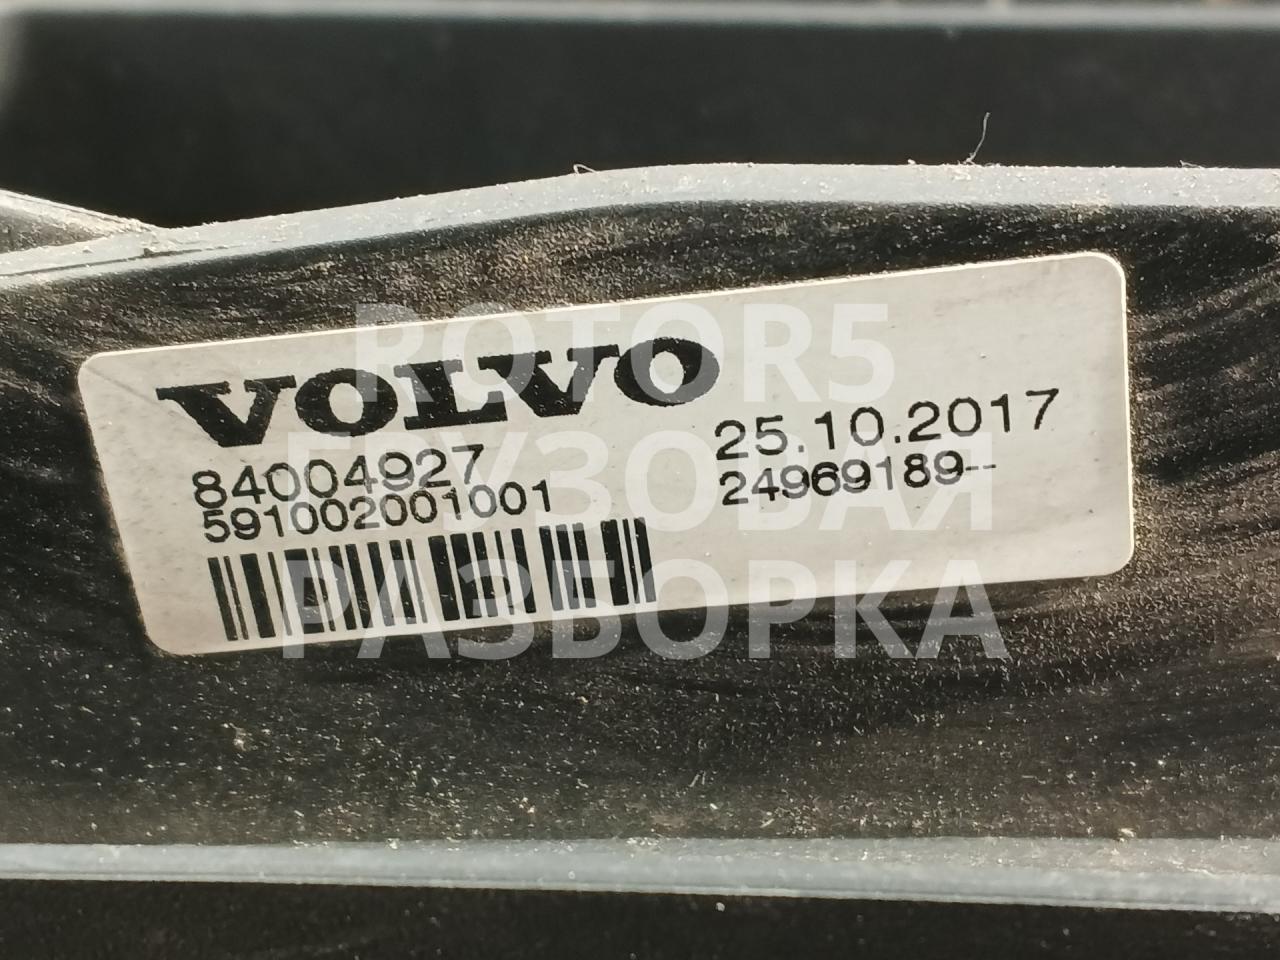 VOLVO
84004927
591002001001
25.10.2017
24969189--
ROTOR5
ГРУЗОВАЯ
РАЗБОРКА